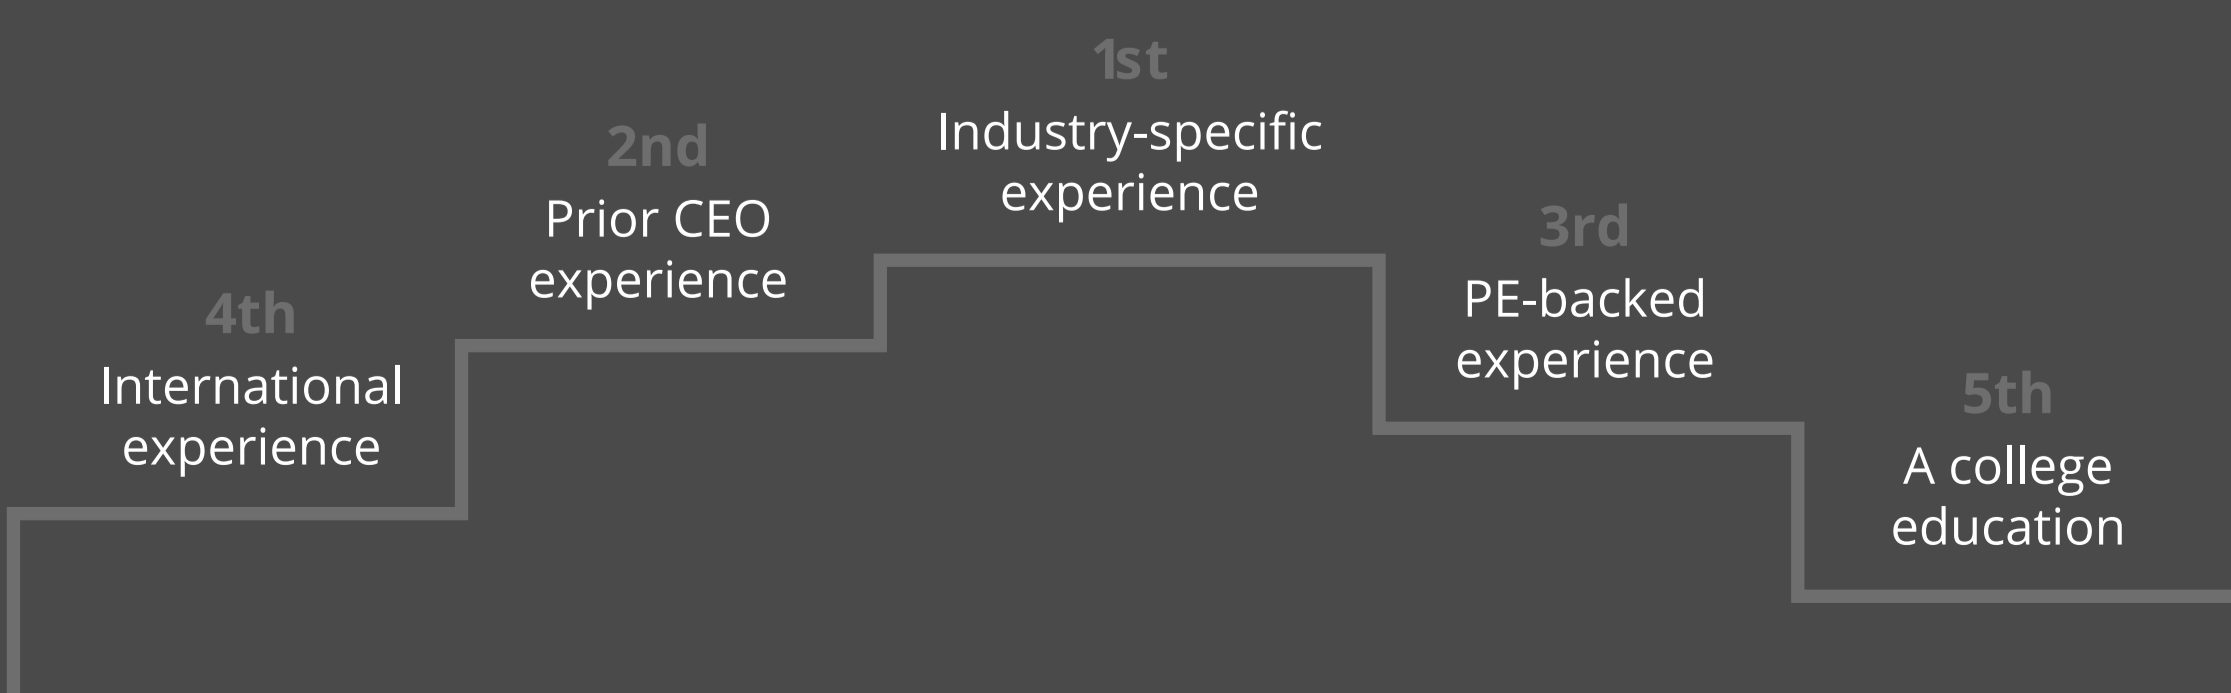 4th
International
experience
2nd
Prior CEO
experience
1st
Industry-specific
experience
3rd
PE-backed
experience
5th
A college
education